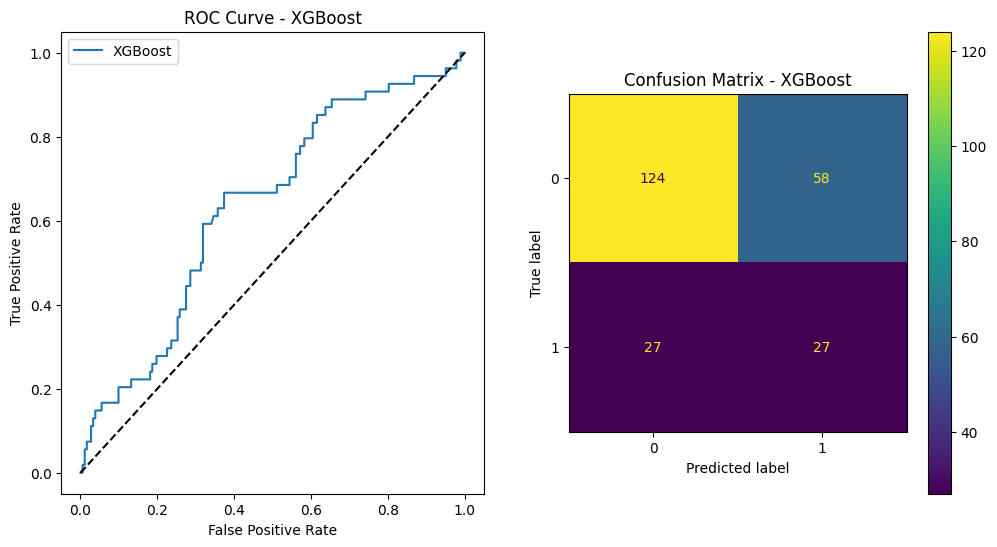 ROC Curve - XGBoost
XGBoost
1.0
0.8
0.6
0.4
0.2
0.0
True Positive Rate
0.0 0.2 0.4 0.6 0.8 1.0
False Positive Rate
Confusion Matrix - XGBoost
0 124 58
1 27 27
True label
0 1
Predicted label
120
100
80
60
40